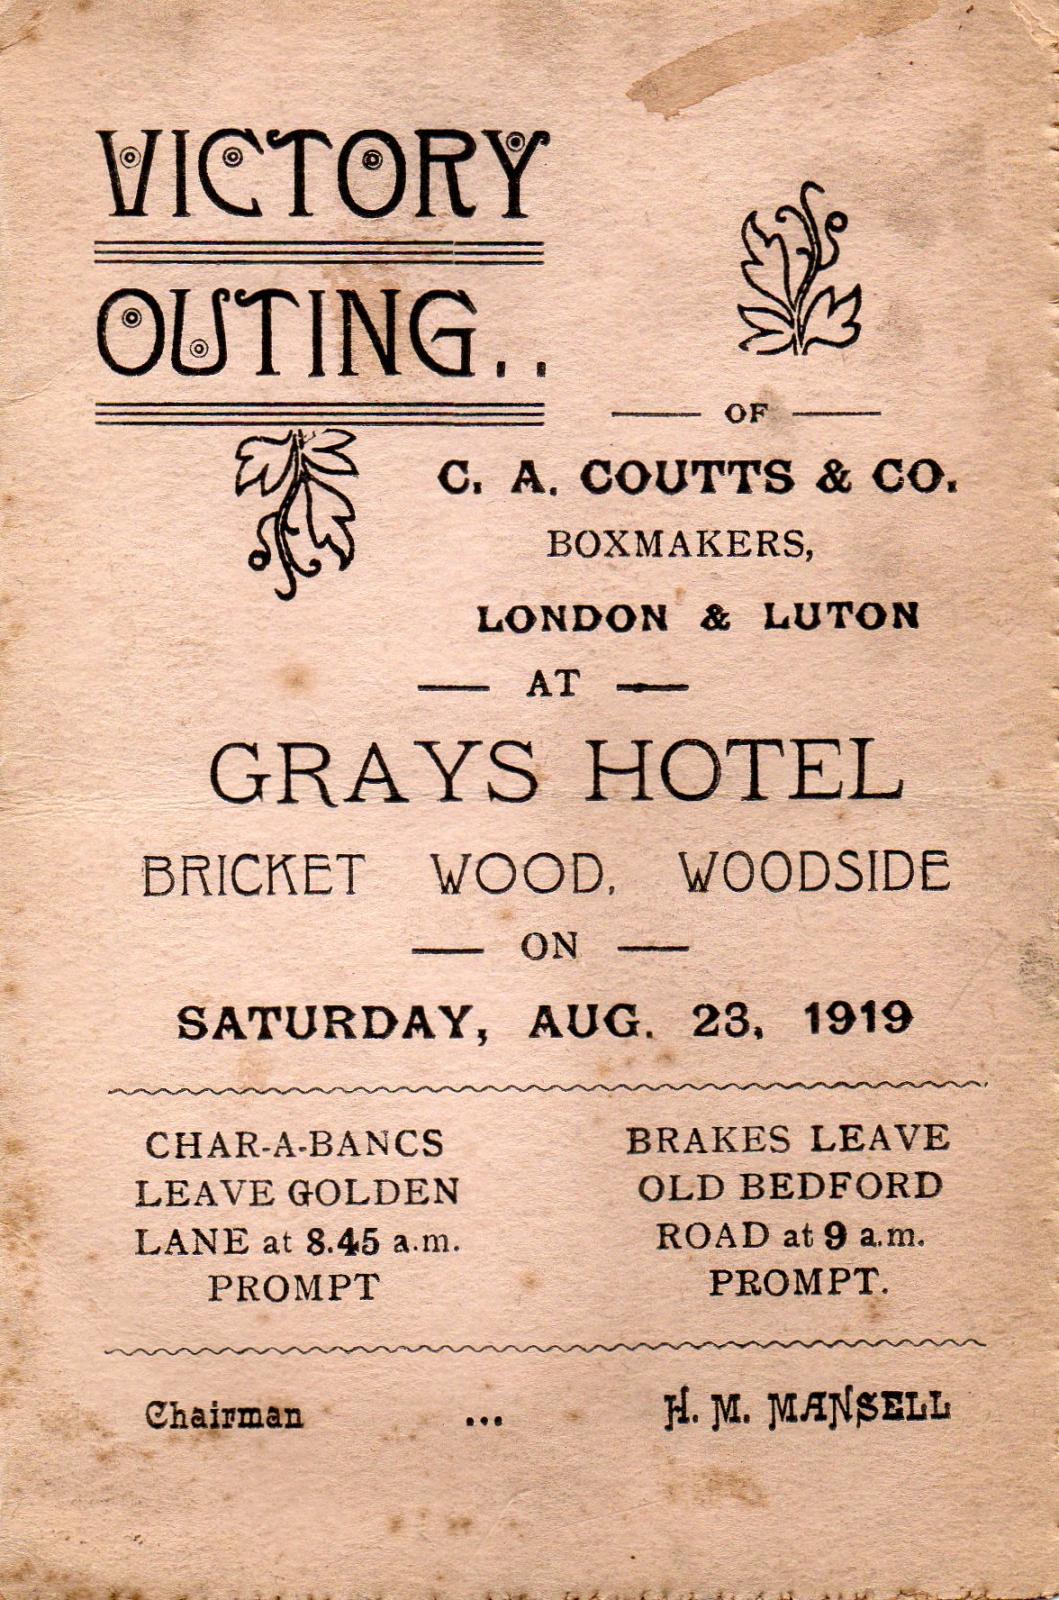 VICTORY
OUTING..
OF
C. A. COUTTS & CO.
BOXMAKERS,
LONDON & LUTON
AT
GRAYS HOTEL
BRICKET WOOD, WOODSIDE
ON
SATURDAY, AUG. 23, 1919
CHAR-A-BANCS
LEAVE GOLDEN
LANE at 8.45 a.m.
PROMPT
BRAKES LEAVE
OLD BEDFORD
ROAD at 9 a.m.
PROMPT.
Chairman ... H. M. MANSELL